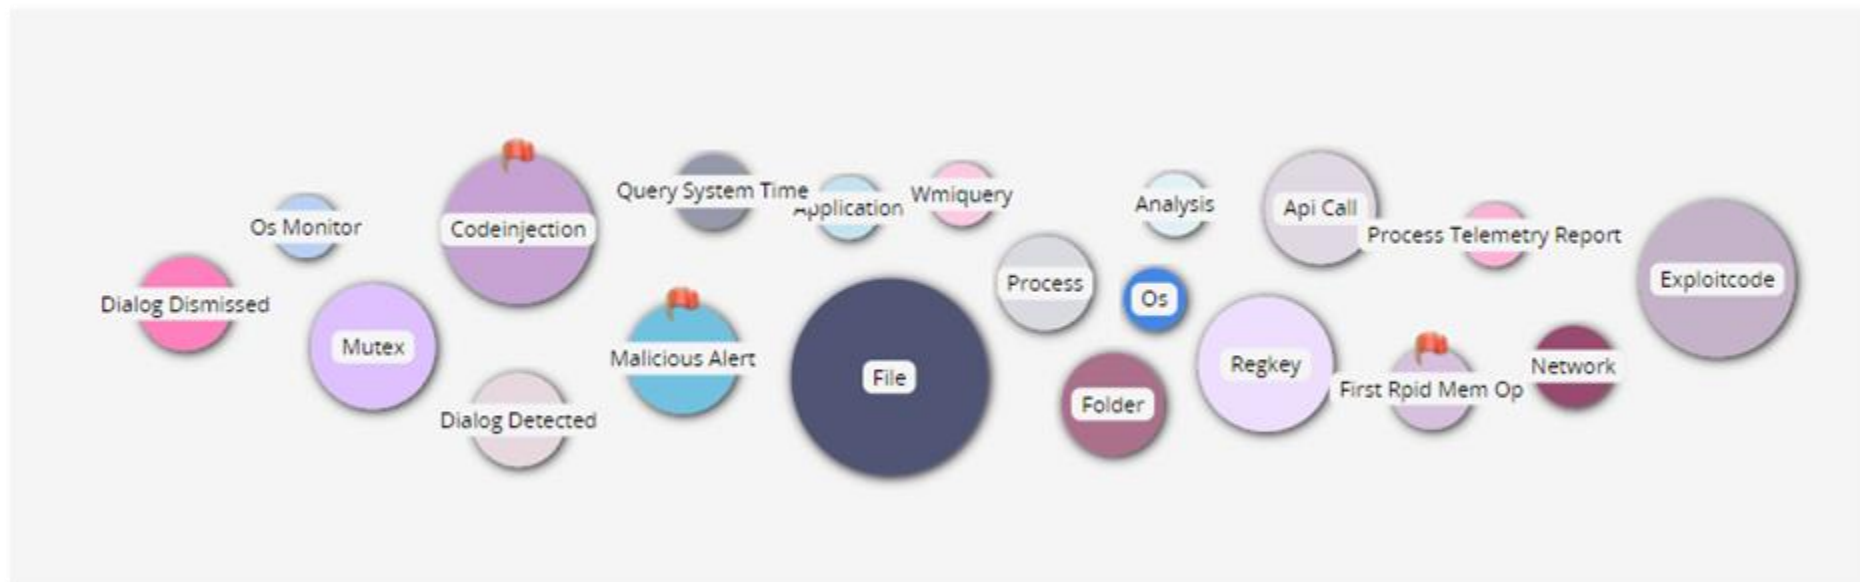 Dialog Dismissed
Os Monitor
Mutex
Codeinjection
Dialog Detected
Query System Time
Malicious Alert
Application
File
Wmiquery
Process
Folder
Os
Analysis
Regkey
Api Call
First Rpid Mem Op
Process Telemetry Report
Network
Exploitcode